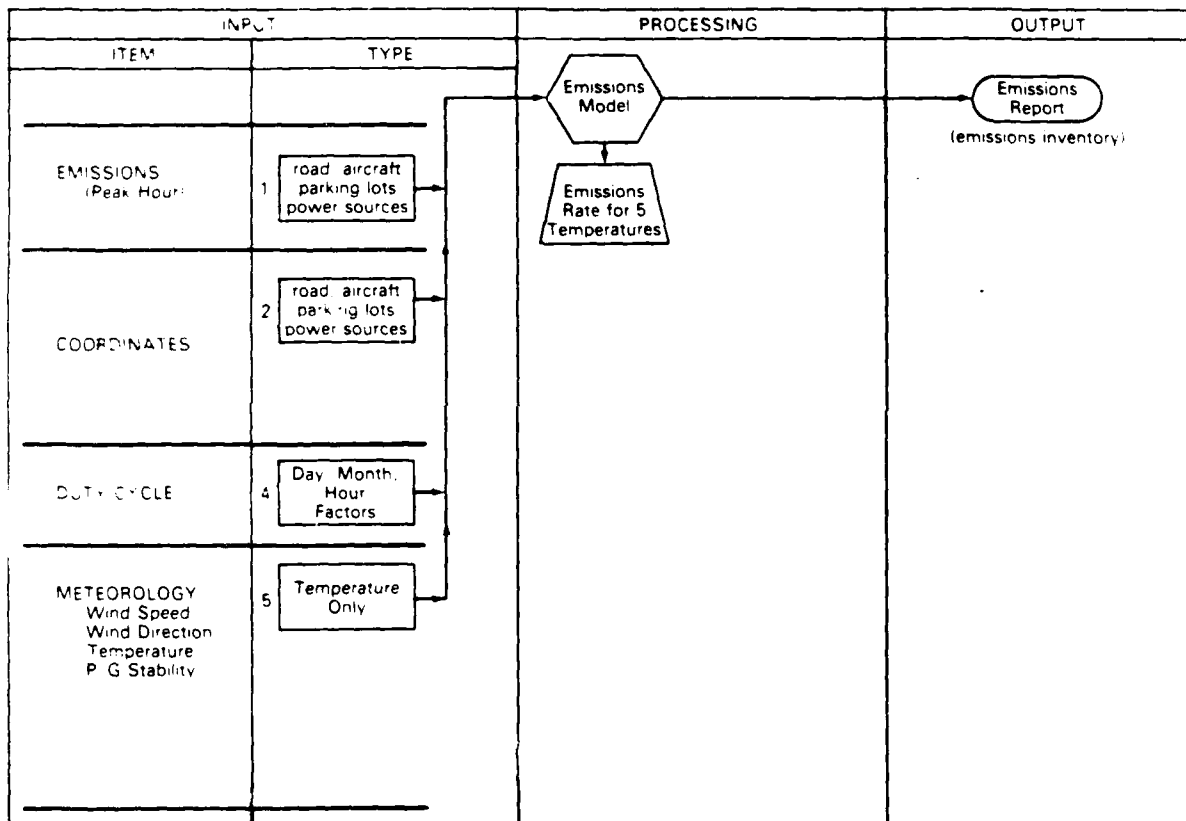 INPUT
PROCESSING
OUTPUT
ITEM
TYPE
EMISSIONS
(Peak Hour)
1
road aircraft
parking lots
power sources
Emissions
Model
Emissions
Rate for 5
Temperatures
Emissions
Report
(emissions inventory)
COORDINATES
2
road, aircraft
parking lots
power sources
DUTY CYCLE
4
Day Month,
Hour
Factors
METEOROLOGY
Wind Speed
Wind Direction
Temperature
P G Stability
5
Temperature
Only